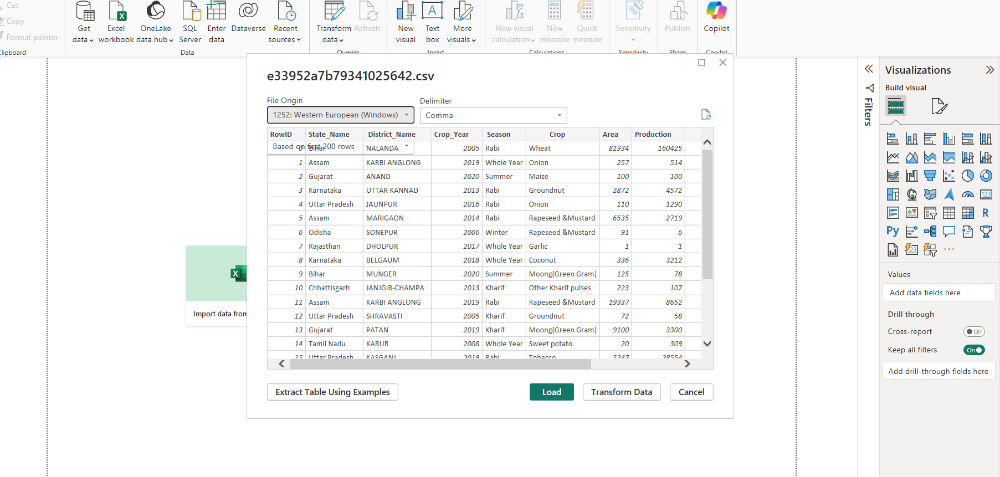 Cut
Copy
Format painter
Clipboard
Get data
Excel workbook
OneLake data hub
SQL Server
Enter data
Dataverse
Recent sources
Data
Transform data
Refresh
Queries
New visual
Text box
More visuals
Insert
New visual calculation
New measure
Quick measure
Calculations
Sensitivity
Sensitivity
Publish
Share
Copilot
Copilot
e33952a7b79341025642.csv
File Origin
1252: Western European (Windows)
Delimiter
Comma
Based on first 200 rows
RowID State_Name District_Name Crop_Year Season Crop Area Production
0 Bihar NALANDA 2005 Rabi Wheat 81934 160425
1 Assam KARBI ANGLONG 2019 Whole Year Onion 257 514
2 Gujarat ANAND 2020 Summer Maize 100 100
3 Karnataka UTTAR KANNAD 2013 Rabi Groundnut 2872 4572
4 Uttar Pradesh JAUNPUR 2016 Rabi Onion 110 1290
5 Assam MARIGAON 2014 Rabi Rapeseed &Mustard 6535 2719
6 Odisha SONEPUR 2006 Winter Rapeseed &Mustard 91 6
7 Rajasthan DHOLPUR 2017 Whole Year Garlic 1 1
8 Karnataka BELGAUM 2018 Whole Year Coconut 336 3212
9 Bihar MUNGER 2020 Summer Moong(Green Gram) 125 78
10 Chhattisgarh JANJGIR-CHAMPA 2013 Kharif Other Kharif pulses 223 107
11 Assam KARBI ANGLONG 2019 Rabi Rapeseed &Mustard 19337 8652
12 Uttar Pradesh SHRAVASTI 2005 Kharif Groundnut 72 58
13 Gujarat PATAN 2019 Kharif Moong(Green Gram) 9100 3300
14 Tamil Nadu KARUR 2008 Whole Year Sweet potato 20 309
15 Uttar Pradesh KASGANJ 2019 Rabi Tobacco 5247 28554
Extract Table Using Examples
Load
Transform Data
Cancel
Import data from
Filters
Visualizations
Build visual
123
R
Py
123
Values
Add data fields here
Drill through
Cross-report
Off
Keep all filters
On
Add drill-through fields here